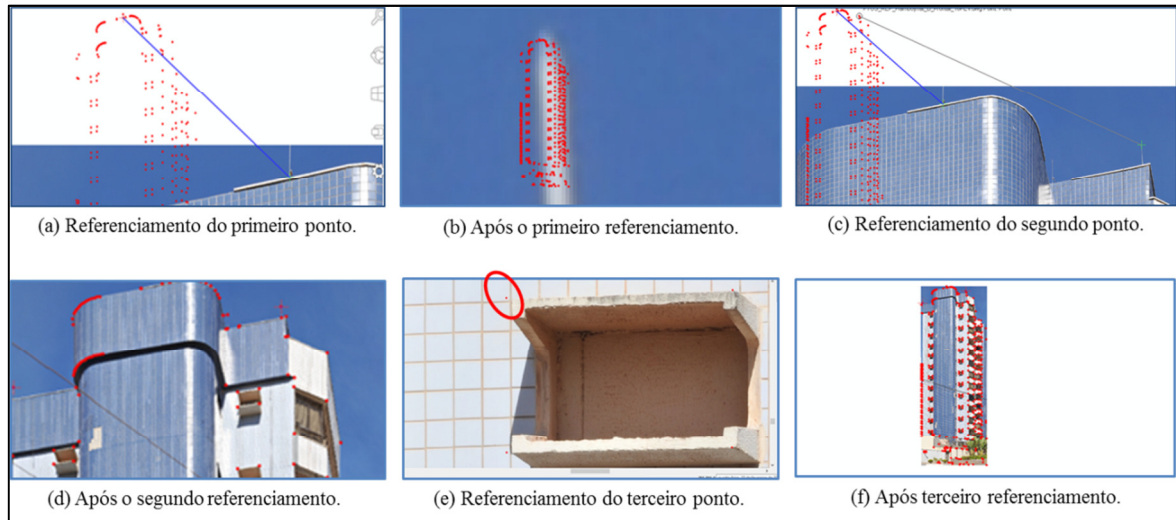 (a) Referenciamento do primeiro ponto.
(b) Após o primeiro referenciamento.
(c) Referenciamento do segundo ponto.
(d) Após o segundo referenciamento.
(e) Referenciamento do terceiro ponto.
(f) Após terceiro referenciamento.